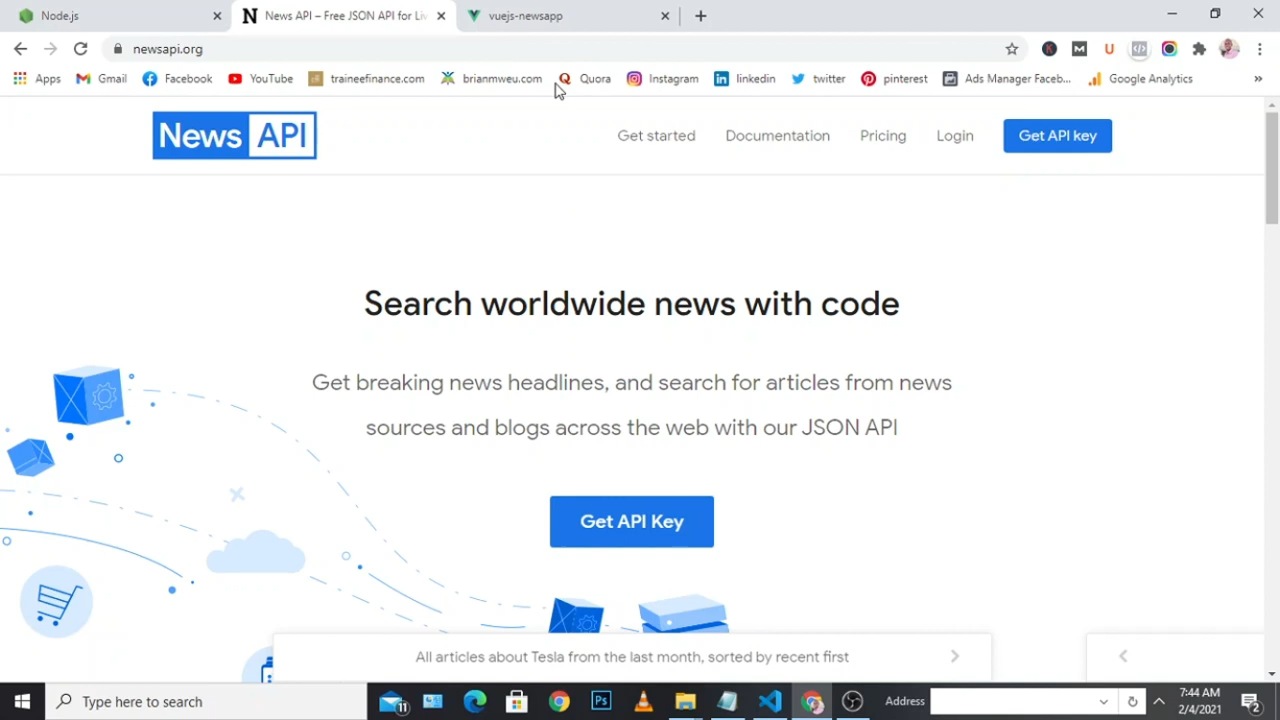 Node.js
News API – Free JSON API for Liv
vuejs-newsapp
newsapi.org
Apps
Gmail
Facebook
YouTube
traineefinance.com
brianmweu.com
Quora
Instagram
linkedin
twitter
pinterest
Ads Manager Faceb...
Google Analytics
News API
Get started
Documentation
Pricing
Login
Get API key
Search worldwide news with code
Get breaking news headlines, and search for articles from news
sources and blogs across the web with our JSON API
Get API Key
All articles about Tesla from the last month, sorted by recent first
Type here to search
11
Ps
Address
7:44 AM
2/4/2021
2